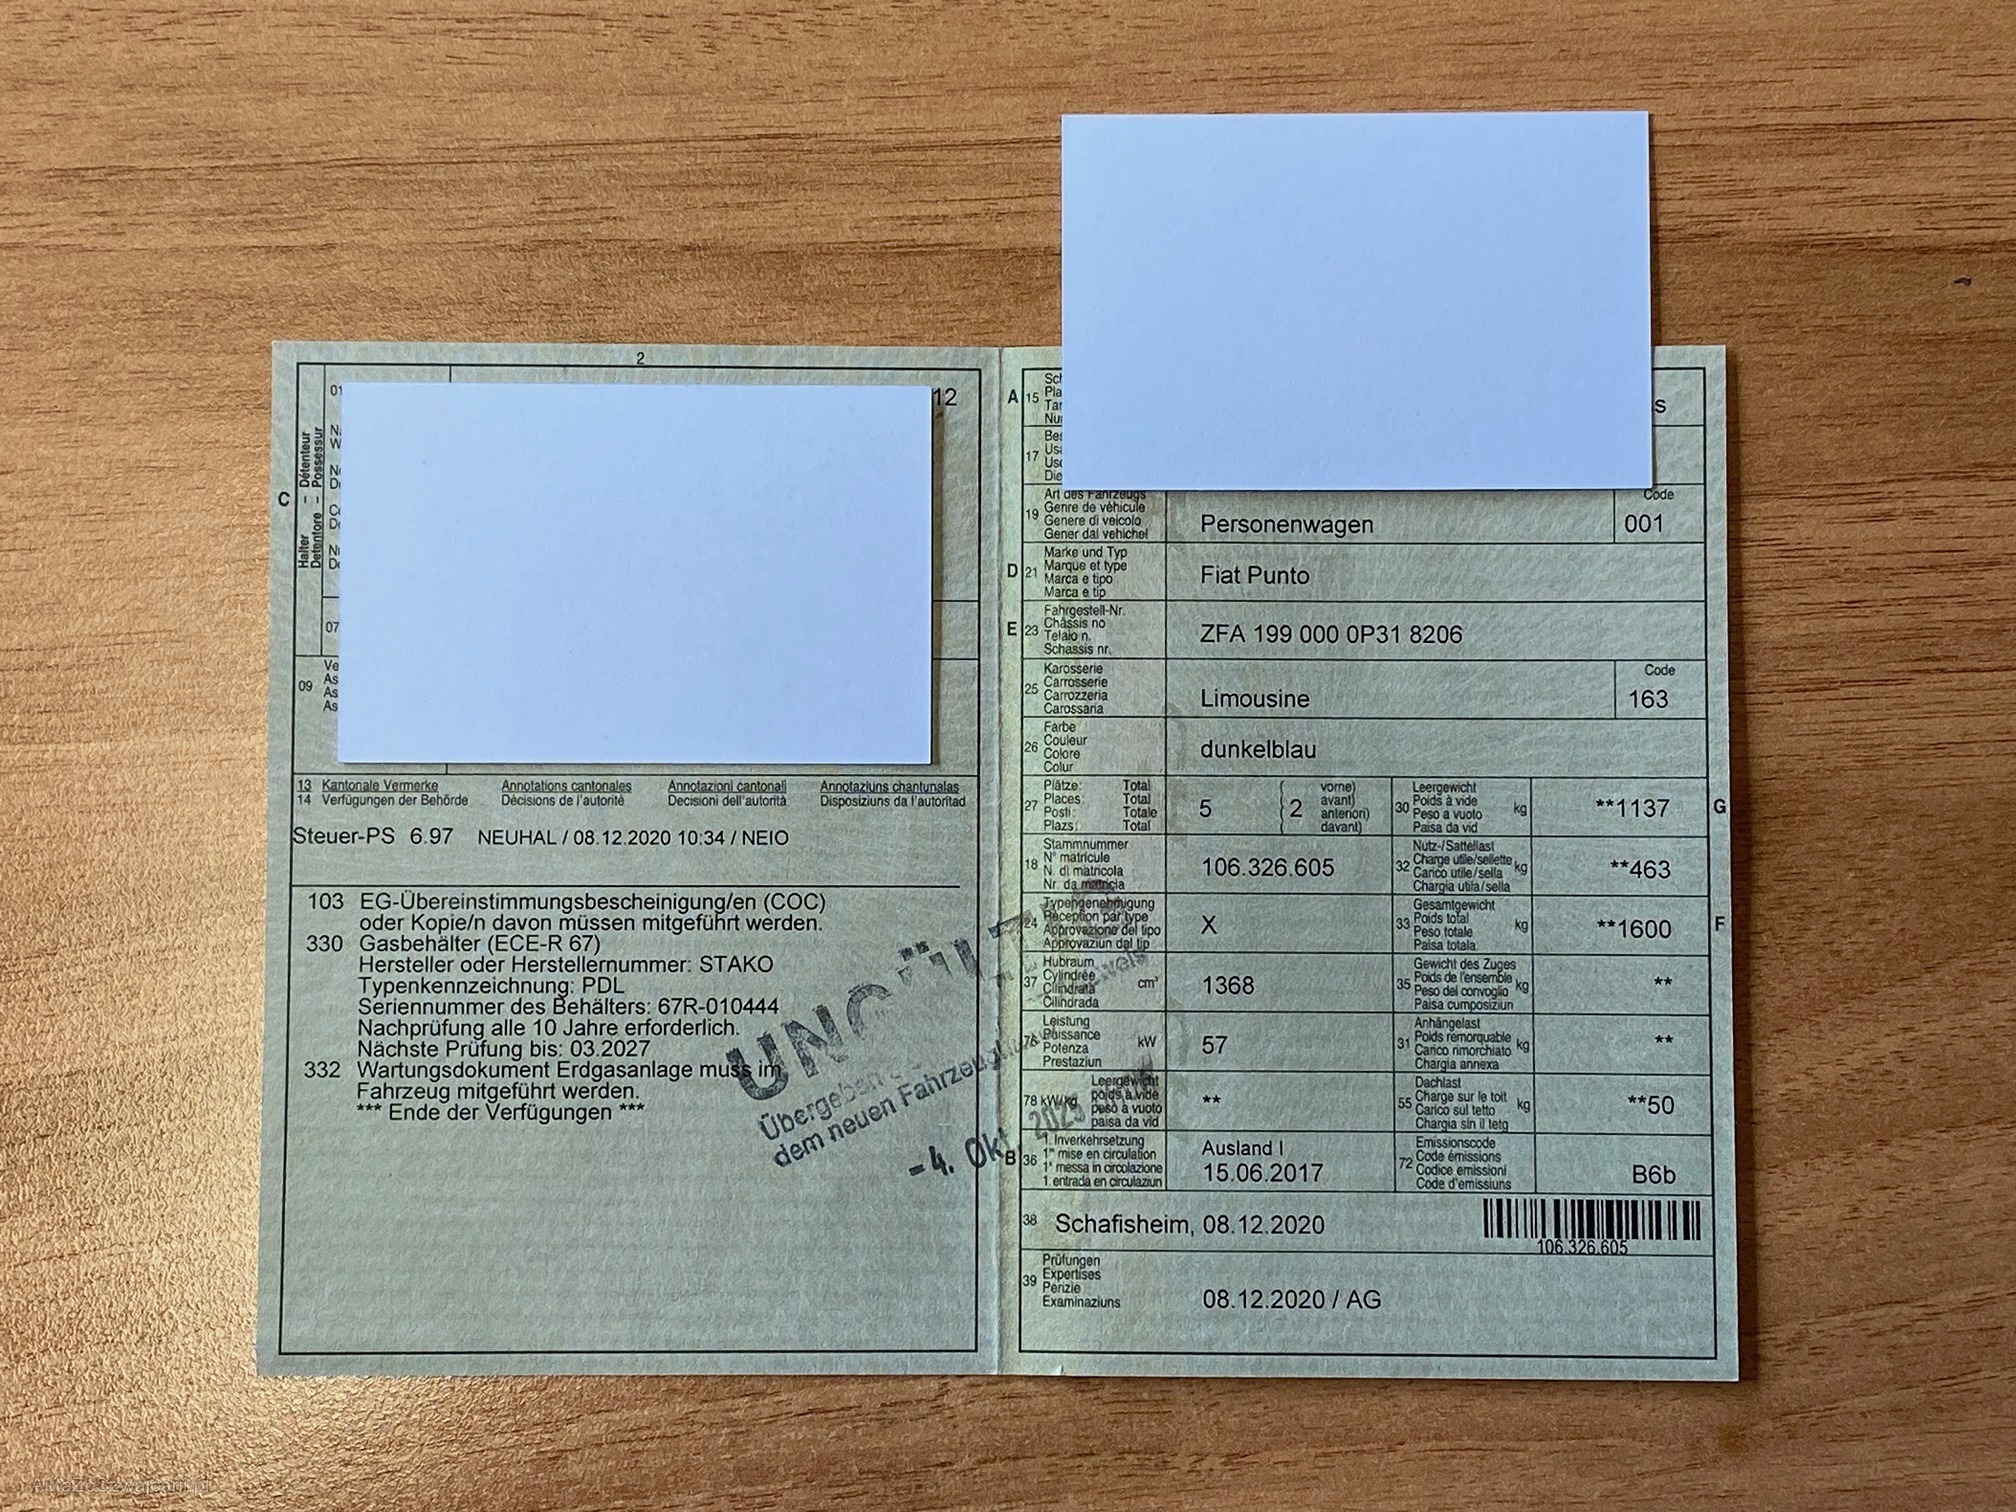 2
01
12
C
Halter – Détenteur
Detentore – Possessur
07
09
13 Kantonale Vermerke Annotations cantonales Annotazioni cantonali Annotaziuns chantunalas
14 Verfügungen der Behörde Décisions de l'autorité Decisioni dell'autorità Disposiziuns da l'autoritad
Steuer-PS 6.97 NEUHAL / 08.12.2020 10:34 / NEIO
103 EG-Übereinstimmungsbescheinigung/en (COC)
oder Kopie/n davon müssen mitgeführt werden.
330 Gasbehälter (ECE-R 67)
Hersteller oder Herstellernummer: STAKO
Typenkennzeichnung: PDL
Seriennummer des Behälters: 67R-010444
Nachprüfung alle 10 Jahre erforderlich.
Nächste Prüfung bis: 03.2027
332 Wartungsdokument Erdgasanlage muss im
Fahrzeug mitgeführt werden.
*** Ende der Verfügungen ***
UNGÜLTIG
dem neuen Fahrzeug
-4. Okt. 2023
A 15
s
17
19 Art des Fahrzeugs
Genre de véhicule
Genere di veicolo
Gener dal vehichel
Personenwagen
Code
001
D 21 Marke und Typ
Marque et type
Marca e tipo
Marca e tip
Fiat Punto
E 23 Fahrgestell-Nr.
Châssis no
Telaio n.
Schassis nr.
ZFA 199 000 0P31 8206
25 Karosserie
Carrosserie
Carrozzeria
Carossaria
Limousine
Code
163
26 Farbe
Couleur
Colore
Colur
dunkelblau
27 Plätze: Total
Places: Total
Posti: Totale
Plazs: Total
5
2
vorne)
avant)
anteriori)
davant)
30 Leergewicht
Poids à vide
Peso a vuoto
Paisa da vid
kg
**1137
G
18 Stammnummer
N° matricule
N. di matricola
Nr. da matricla
106.326.605
32 Nutz-/Sattellast
Charge utile/sellette
Carico utile/sella
Chargia utila/sella
kg
**463
24 Typengenehmigung
Réception par type
Approvazione del tipo
Approvaziun dal tip
X
33 Gesamtgewicht
Poids total
Peso totale
Paisa totala
kg
**1600
F
37 Hubraum
Cylindrée
Cilindrata
Cilindrada
cm³
1368
35 Gewicht des Zuges
Poids de l'ensemble
Peso del convoglio
Paisa cumposiziun
kg
**
76 Leistung
Puissance
Potenza
Prestaziun
kW
57
31 Anhängelast
Poids remorquable
Carico rimorchiato
Chargia annexa
kg
**
78 kW/kg Leergewicht
poids à vide
peso a vuoto
paisa da vid
**
55 Dachlast
Charge sur le toit
Carico sul tetto
Chargia sin il tetg
kg
**50
B 36 1. Inverkehrsetzung
1re mise en circulation
1a messa in circolazione
1. entrada en circulaziun
Ausland I
15.06.2017
72 Emissionscode
Code émissions
Codice emissioni
Code d'emissiuns
B6b
38 Schafisheim, 08.12.2020
106.326.605
39 Prüfungen
Expertises
Perizie
Examinaziuns
08.12.2020 / AG
AutaZeSzwajcarii.pl